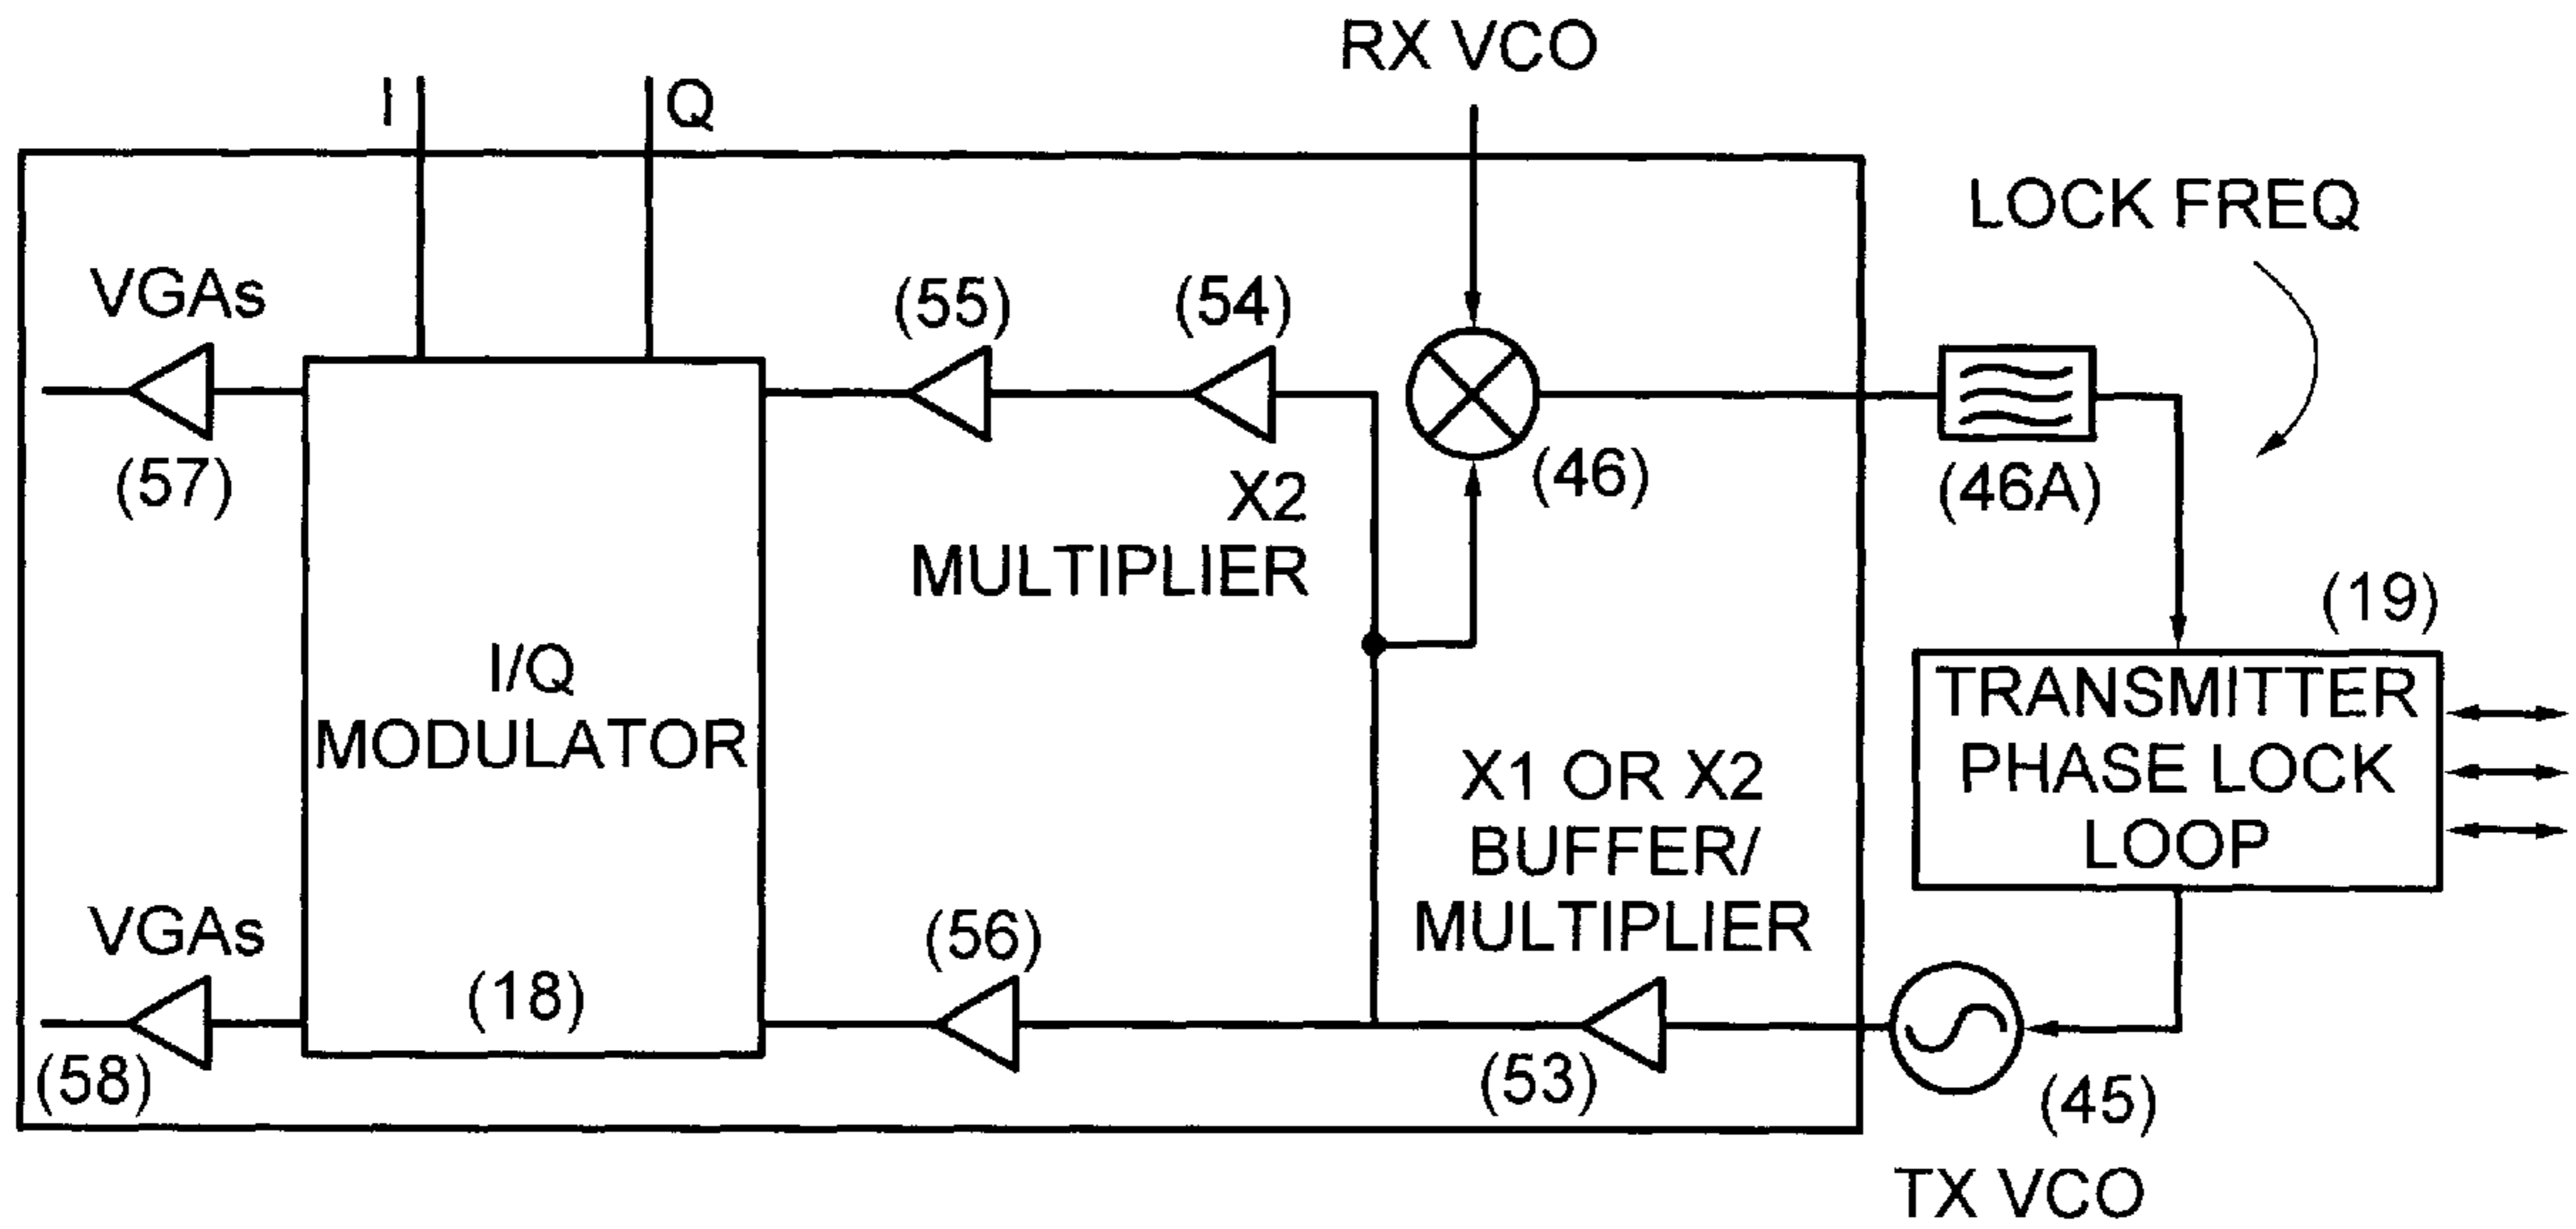 RX VCO
I
Q
LOCK FREQ
VGAs
(55)
(54)
(57)
X2
MULTIPLIER
(46)
(46A)
(19)
I/Q
MODULATOR
TRANSMITTER
PHASE LOCK
LOOP
X1 OR X2
BUFFER/
MULTIPLIER
VGAs
(56)
(18)
(58)
(53)
(45)
TX VCO